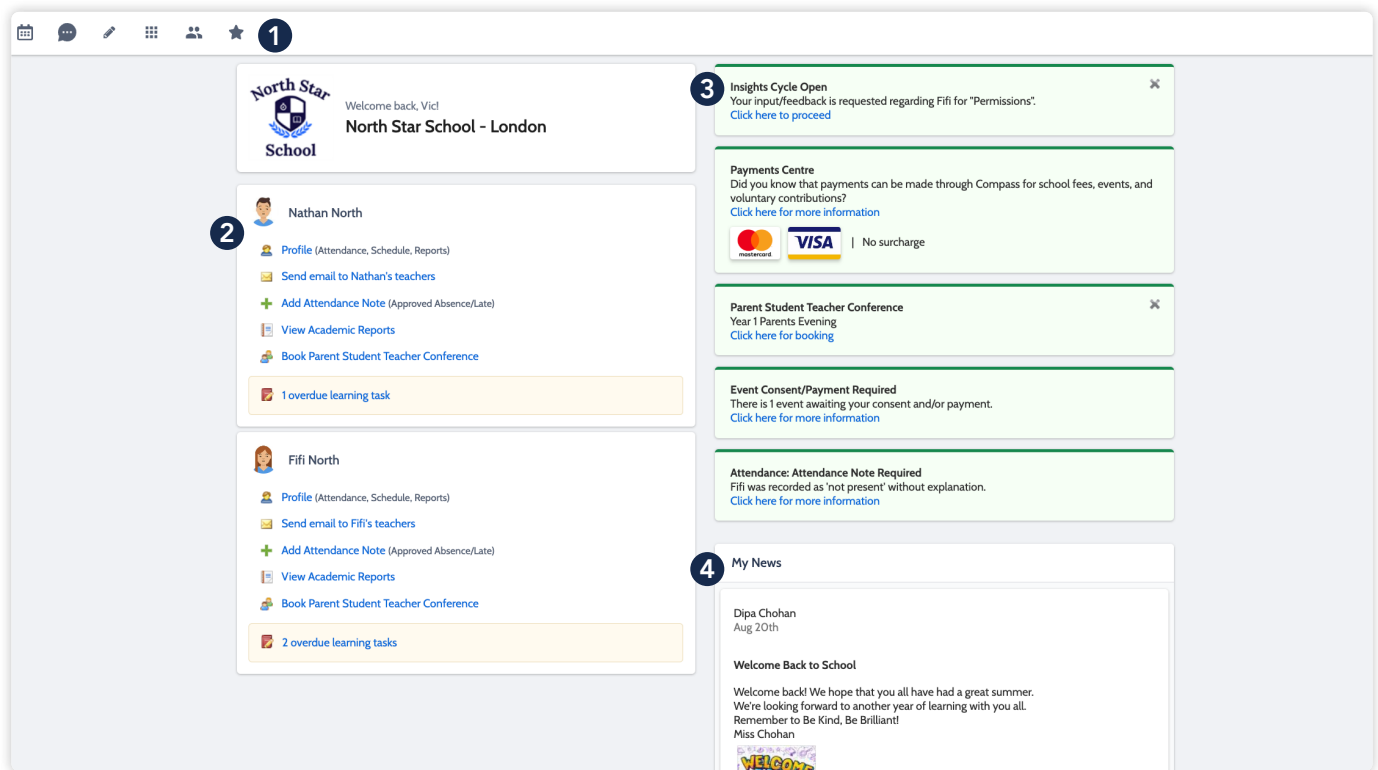 1
North Star
School
Welcome back, Vic!
North Star School - London
2
Nathan North
Profile (Attendance, Schedule, Reports)
Send email to Nathan's teachers
Add Attendance Note (Approved Absence/Late)
View Academic Reports
Book Parent Student Teacher Conference
1 overdue learning task
Fifi North
Profile (Attendance, Schedule, Reports)
Send email to Fifi's teachers
Add Attendance Note (Approved Absence/Late)
View Academic Reports
Book Parent Student Teacher Conference
2 overdue learning tasks
3
Insights Cycle Open
Your input/feedback is requested regarding Fifi for "Permissions".
Click here to proceed
Payments Centre
Did you know that payments can be made through Compass for school fees, events, and
voluntary contributions?
Click here for more information
mastercard VISA | No surcharge
Parent Student Teacher Conference
Year 1 Parents Evening
Click here for booking
Event Consent/Payment Required
There is 1 event awaiting your consent and/or payment.
Click here for more information
Attendance: Attendance Note Required
Fifi was recorded as 'not present' without explanation.
Click here for more information
4
My News
Dipa Chohan
Aug 20th
Welcome Back to School
Welcome back! We hope that you all have had a great summer.
We're looking forward to another year of learning with you all.
Remember to Be Kind, Be Brilliant!
Miss Chohan
WELCOME